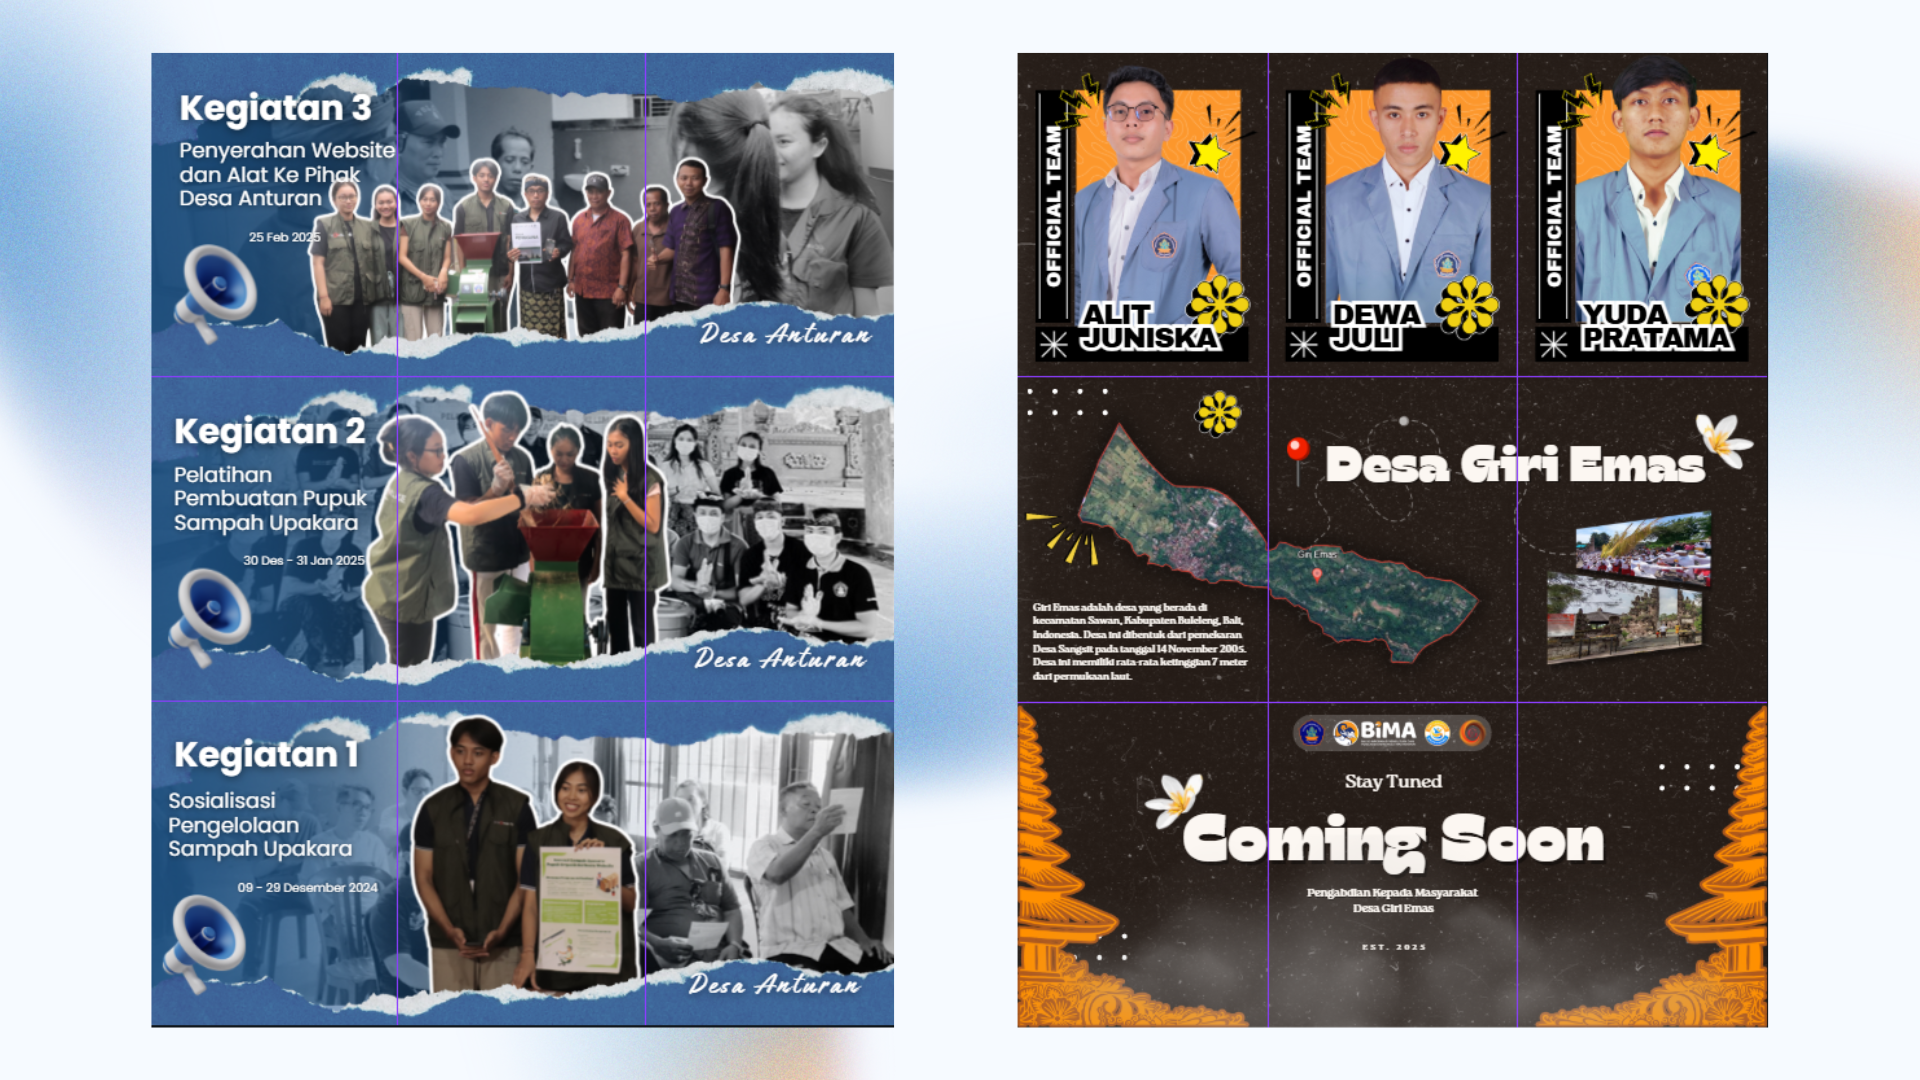 Kegiatan 3
Penyerahan Website
dan Alat Ke Pihak
Desa Anturan
25 Feb 2025
Desa Anturan
Kegiatan 2
Pelatihan
Pembuatan Pupuk
Sampah Upakara
30 Des - 31 Jan 2025
Desa Anturan
Kegiatan 1
Sosialisasi
Pengelolaan
Sampah Upakara
09 - 29 Desember 2024
Desa Anturan
OFFICIAL TEAM
ALIT
JUNISKA
OFFICIAL TEAM
DEWA
JULI
OFFICIAL TEAM
YUDA
PRATAMA
Desa Giri Emas
Giri Emas
Giri Emas adalah desa yang berada di
kecamatan Sawan, Kabupaten Buleleng, Bali,
Indonesia. Desa ini dibentuk dari pemekaran
Desa Sangsit pada tanggal 14 November 2005.
Desa ini memiliki rata-rata ketinggian 7 meter
dari permukaan laut.
BiMA
Stay Tuned
Coming Soon
Pengabdian Kepada Masyarakat
Desa Giri Emas
EST. 2025